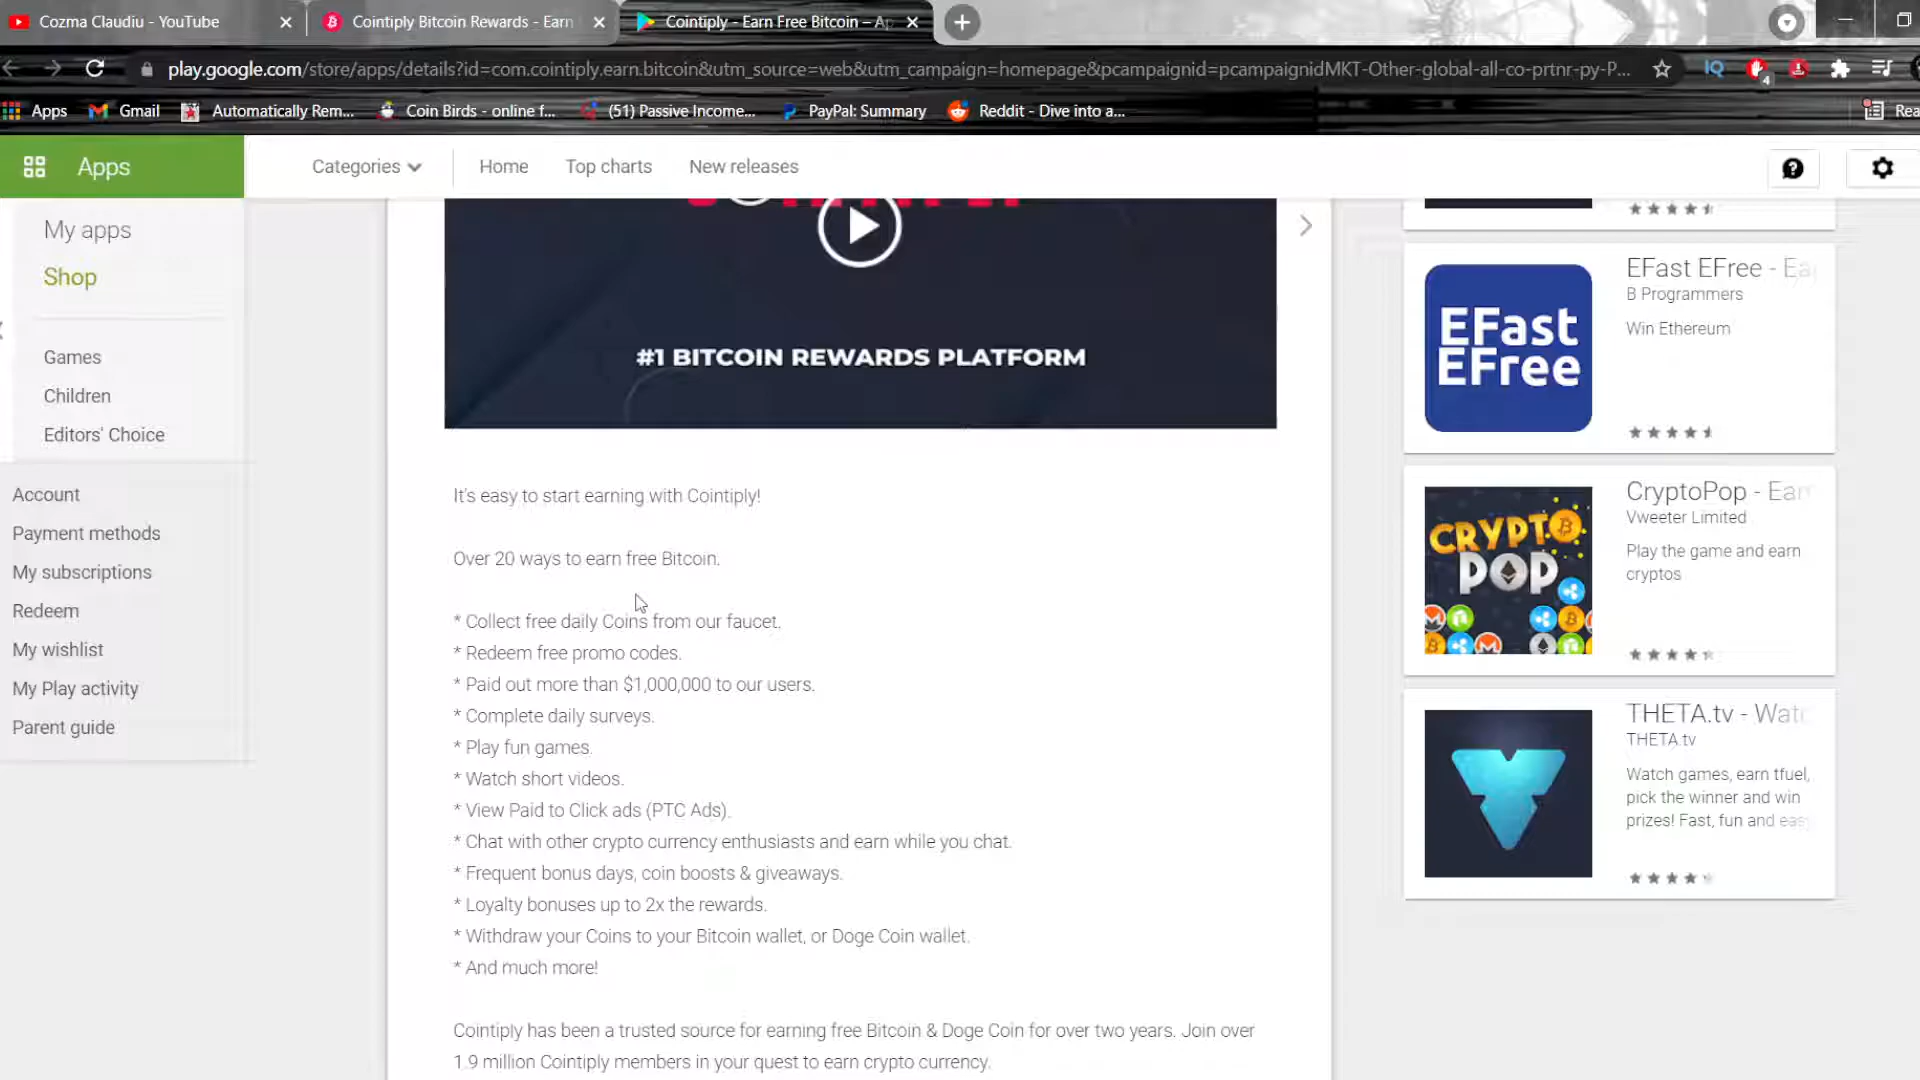 Cozma Claudiu - YouTube
Cointiply Bitcoin Rewards - Earn
Cointiply - Earn Free Bitcoin – Ap
play.google.com/store/apps/details?id=com.cointiply.earn.bitcoin&utm_source=web&utm_campaign=homepage&pcampaignid=pcampaignidMKT-Other-global-all-co-prtnr-py-P...
IQ
4
Apps
Gmail
Automatically Rem...
Coin Birds - online f...
(51) Passive Income...
PayPal: Summary
Reddit - Dive into a...
Rea
Apps
Categories
Home
Top charts
New releases
My apps
Shop
Games
Children
Editors' Choice
Account
Payment methods
My subscriptions
Redeem
My wishlist
My Play activity
Parent guide
#1 BITCOIN REWARDS PLATFORM
It's easy to start earning with Cointiply!
Over 20 ways to earn free Bitcoin.
* Collect free daily Coins from our faucet.
* Redeem free promo codes.
* Paid out more than $1,000,000 to our users.
* Complete daily surveys.
* Play fun games.
* Watch short videos.
* View Paid to Click ads (PTC Ads).
* Chat with other crypto currency enthusiasts and earn while you chat.
* Frequent bonus days, coin boosts & giveaways.
* Loyalty bonuses up to 2x the rewards.
* Withdraw your Coins to your Bitcoin wallet, or Doge Coin wallet.
* And much more!
Cointiply has been a trusted source for earning free Bitcoin & Doge Coin for over two years. Join over
1.9 million Cointiply members in your quest to earn crypto currency.
EFast
EFree
EFast EFree - Ea
B Programmers
Win Ethereum
CRYPTO
POP
CryptoPop - Earn
Vweeter Limited
Play the game and earn
cryptos
THETA.tv - Watc
THETA.tv
Watch games, earn tfuel,
pick the winner and win
prizes! Fast, fun and easy